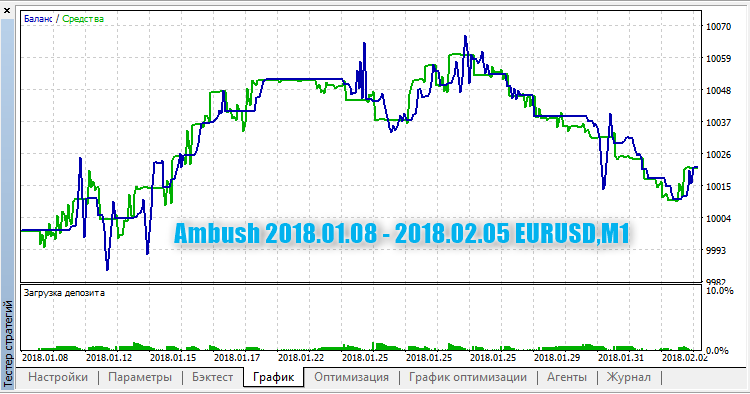 Баланс / Средства
10070
10059
10048
10037
10026
10015
10004
9993
9982
Ambush 2018.01.08 - 2018.02.05 EURUSD,M1
Загрузка депозита
10.0%
0.0%
2018.01.08 2018.01.12 2018.01.15 2018.01.17 2018.01.22 2018.01.25 2018.01.25 2018.01.29 2018.01.31 2018.02.02
Тестер стратегий
Настройки Параметры Бэктест График Оптимизация График оптимизации Агенты Журнал